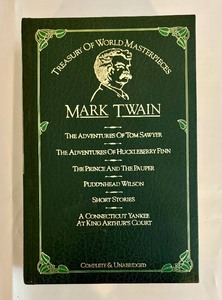 TREASURY OF WORLD MASTERPIECES
MARK TWAIN
THE ADVENTURES OF TOM SAWYER
THE ADVENTURES OF HUCKLEBERRY FINN
THE PRINCE AND THE PAUPER
PUDD'NHEAD WILSON
SHORT STORIES
A CONNECTICUT YANKEE
AT KING ARTHUR'S COURT
COMPLETE & UNABRIDGED